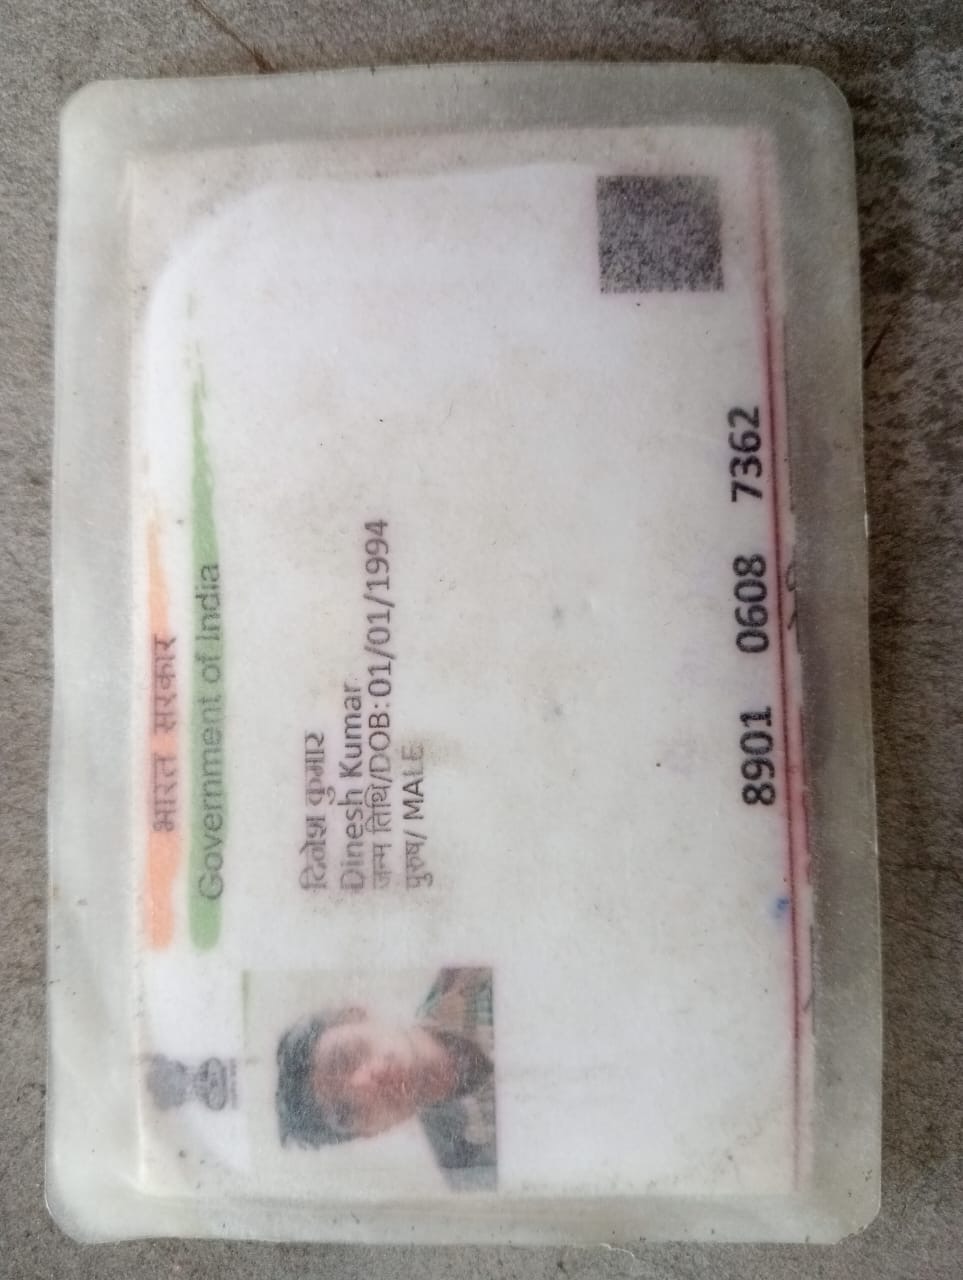 भारत सरकार
Government of India
दिनेश कुमार
Dinesh Kumar
जन्म तिथि/DOB:01/01/1994
पुरुष/ MALE
8901 0608 7362